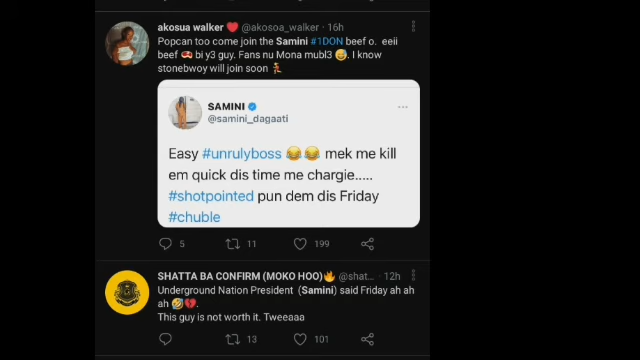 akosua walker @akosoa_walker · 16h
Popcan too come join the Samini #1DON beef o. eeii
beef bi y3 guy. Fans nu Mona mubl3 . I know
stonebwoy will join soon
SAMINI
@samini_dagaati
Easy #unrulyboss mek me kill
em quick dis time me chargie.....
#shotpointed pun dem dis Friday
#chuble
5 11 199
SHATTA BA CONFIRM (MOKO HOO) @shat... · 12h
Underground Nation President (Samini) said Friday ah ah
ah .
This guy is not worth it. Tweeaaa
13 101